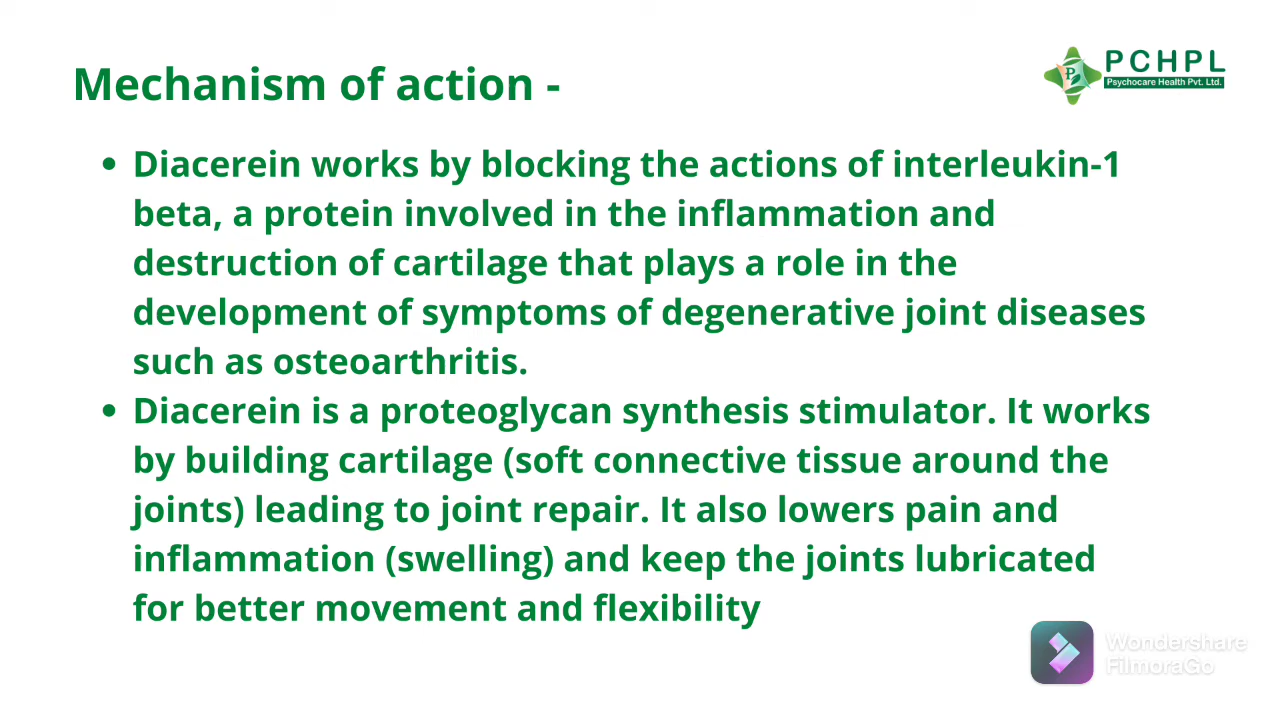 Mechanism of action -
PCHPL
Psychocare Health Pvt. Ltd.
P
• Diacerein works by blocking the actions of interleukin-1
beta, a protein involved in the inflammation and
destruction of cartilage that plays a role in the
development of symptoms of degenerative joint diseases
such as osteoarthritis.
• Diacerein is a proteoglycan synthesis stimulator. It works
by building cartilage (soft connective tissue around the
joints) leading to joint repair. It also lowers pain and
inflammation (swelling) and keep the joints lubricated
for better movement and flexibility
Wondershare
FilmoraGo